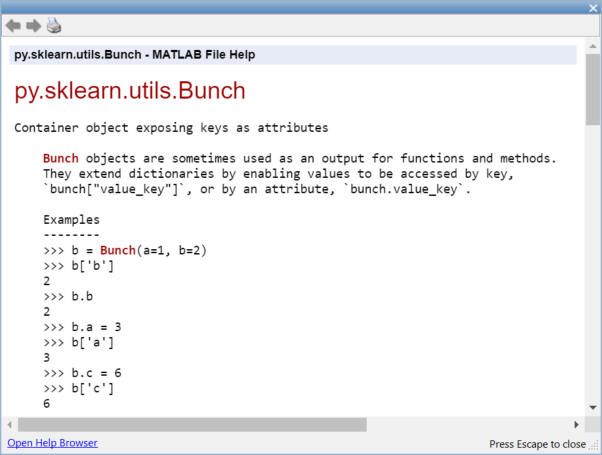 py.sklearn.utils.Bunch - MATLAB File Help
py.sklearn.utils.Bunch
Container object exposing keys as attributes
Bunch objects are sometimes used as an output for functions and methods.
They extend dictionaries by enabling values to be accessed by key,
`bunch["value_key"]`, or by an attribute, `bunch.value_key`.
Examples
--------
>>> b = Bunch(a=1, b=2)
>>> b['b']
2
>>> b.b
2
>>> b.a = 3
>>> b['a']
3
>>> b.c = 6
>>> b['c']
6
Open Help Browser
Press Escape to close